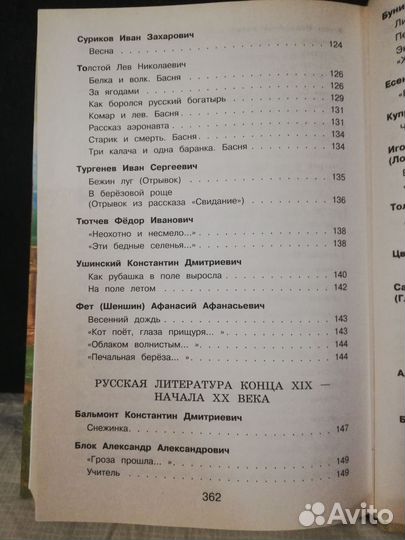 Суриков Иван Захарович
Весна . . . . . . . . . . . . . . . . . . . . . . . . 124
Толстой Лев Николаевич
Белка и волк. Басня . . . . . . . . . . . . . . . . 126
За ягодами . . . . . . . . . . . . . . . . . . . . . 126
Как боролся русский богатырь . . . . . . . . . . . 129
Комар и лев. Басня . . . . . . . . . . . . . . . . 131
Рассказ аэронавта . . . . . . . . . . . . . . . . . 131
Старик и смерть. Басня . . . . . . . . . . . . . . 134
Три калача и одна баранка. Басня . . . . . . . . . 134
Тургенев Иван Сергеевич
Бежин луг (Отрывок) . . . . . . . . . . . . . . . . 135
В берёзовой роще
(Отрывок из рассказа «Свидание») . . . . . . . . . 136
Тютчев Фёдор Иванович
«Неохотно и несмело...» . . . . . . . . . . . . . . 138
«Эти бедные селенья...» . . . . . . . . . . . . . . 138
Ушинский Константин Дмитриевич
Как рубашка в поле выросла . . . . . . . . . . . . 140
На поле летом . . . . . . . . . . . . . . . . . . . 142
Фет (Шеншин) Афанасий Афанасьевич
Весенний дождь . . . . . . . . . . . . . . . . . . 143
«Кот поёт, глаза прищуря... » . . . . . . . . . . . 143
«Облаком волнистым... » . . . . . . . . . . . . . . 144
«Печальная берёза... » . . . . . . . . . . . . . . 144
РУССКАЯ ЛИТЕРАТУРА КОНЦА XIX —
НАЧАЛА XX ВЕКА
Бальмонт Константин Дмитриевич
Снежинка . . . . . . . . . . . . . . . . . . . . . 147
Блок Александр Александрович
«Гроза прошла... » . . . . . . . . . . . . . . . . 149
Учитель . . . . . . . . . . . . . . . . . . . . . . 149
362
Avito